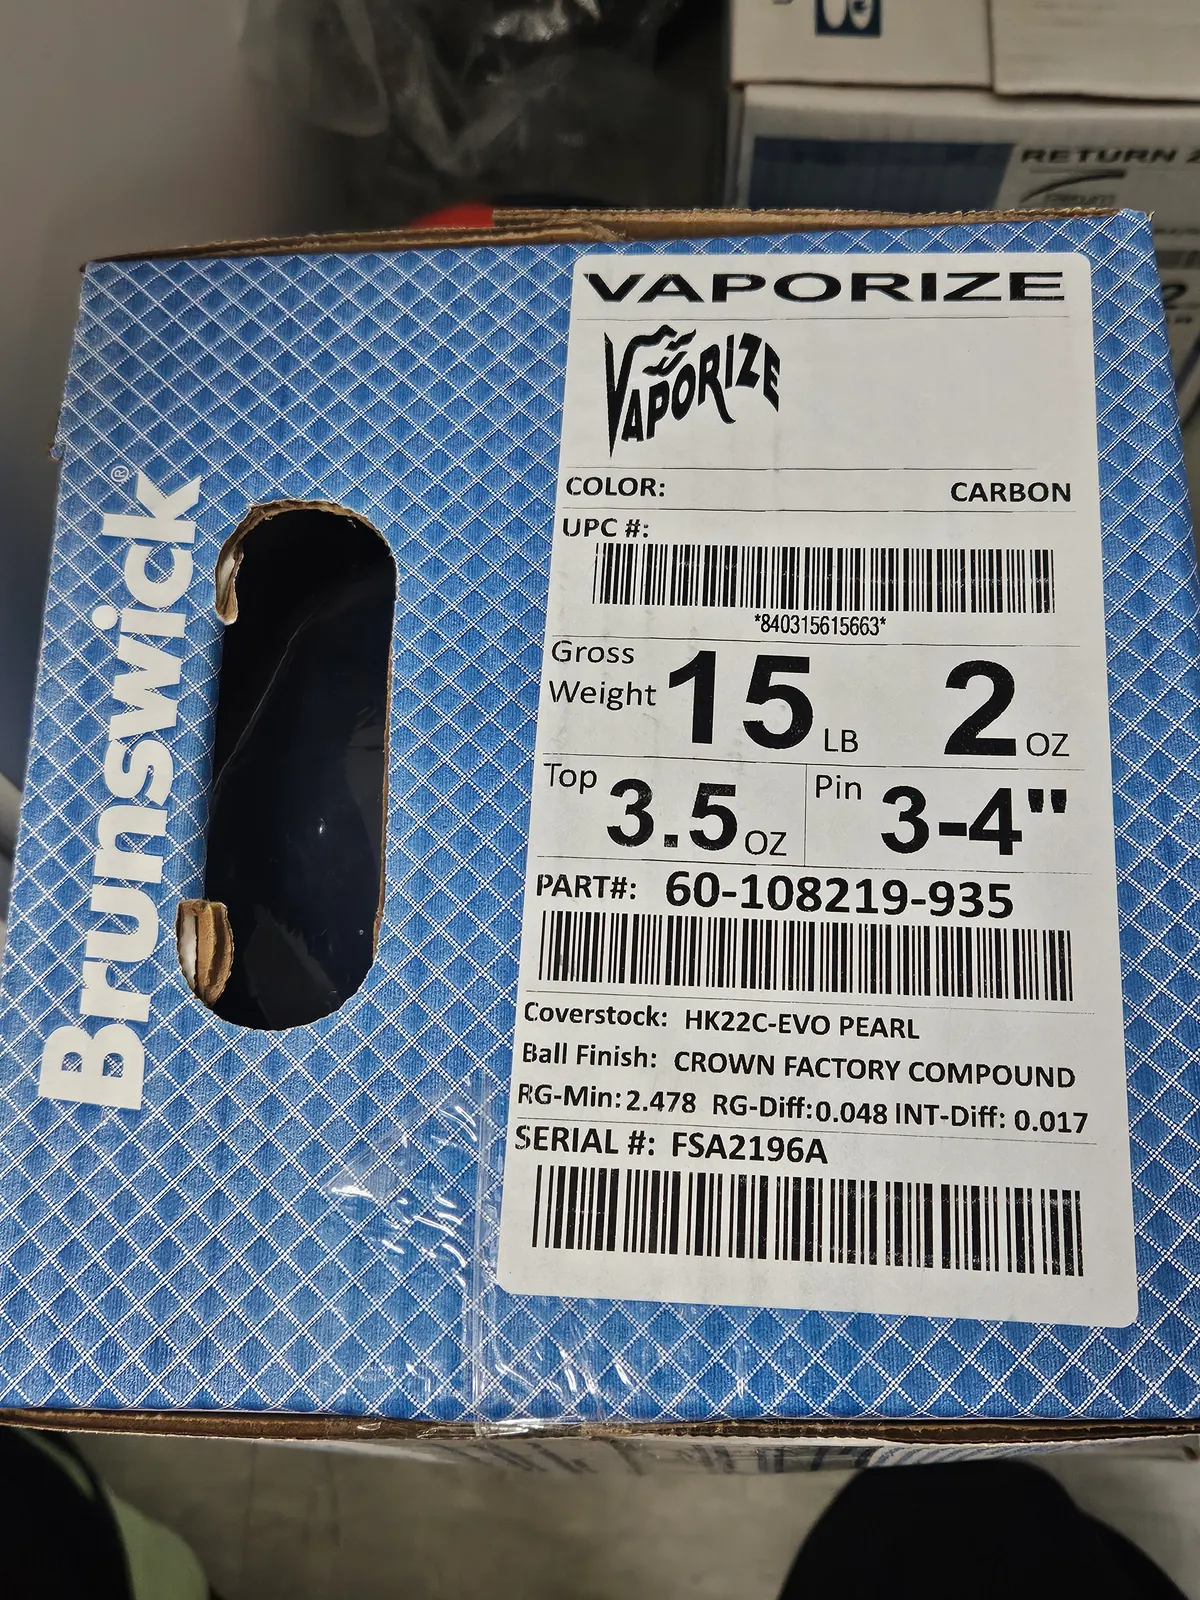 RETURN
VAPORIZE
VAPORIZE
COLOR: CARBON
UPC #:
*840315615663*
Gross Weight 15 LB 2 OZ
Top 3.5 OZ Pin 3-4"
PART#: 60-108219-935
Coverstock: HK22C-EVO PEARL
Ball Finish: CROWN FACTORY COMPOUND
RG-Min: 2.478 RG-Diff: 0.048 INT-Diff: 0.017
SERIAL #: FSA2196A
Brunswick®